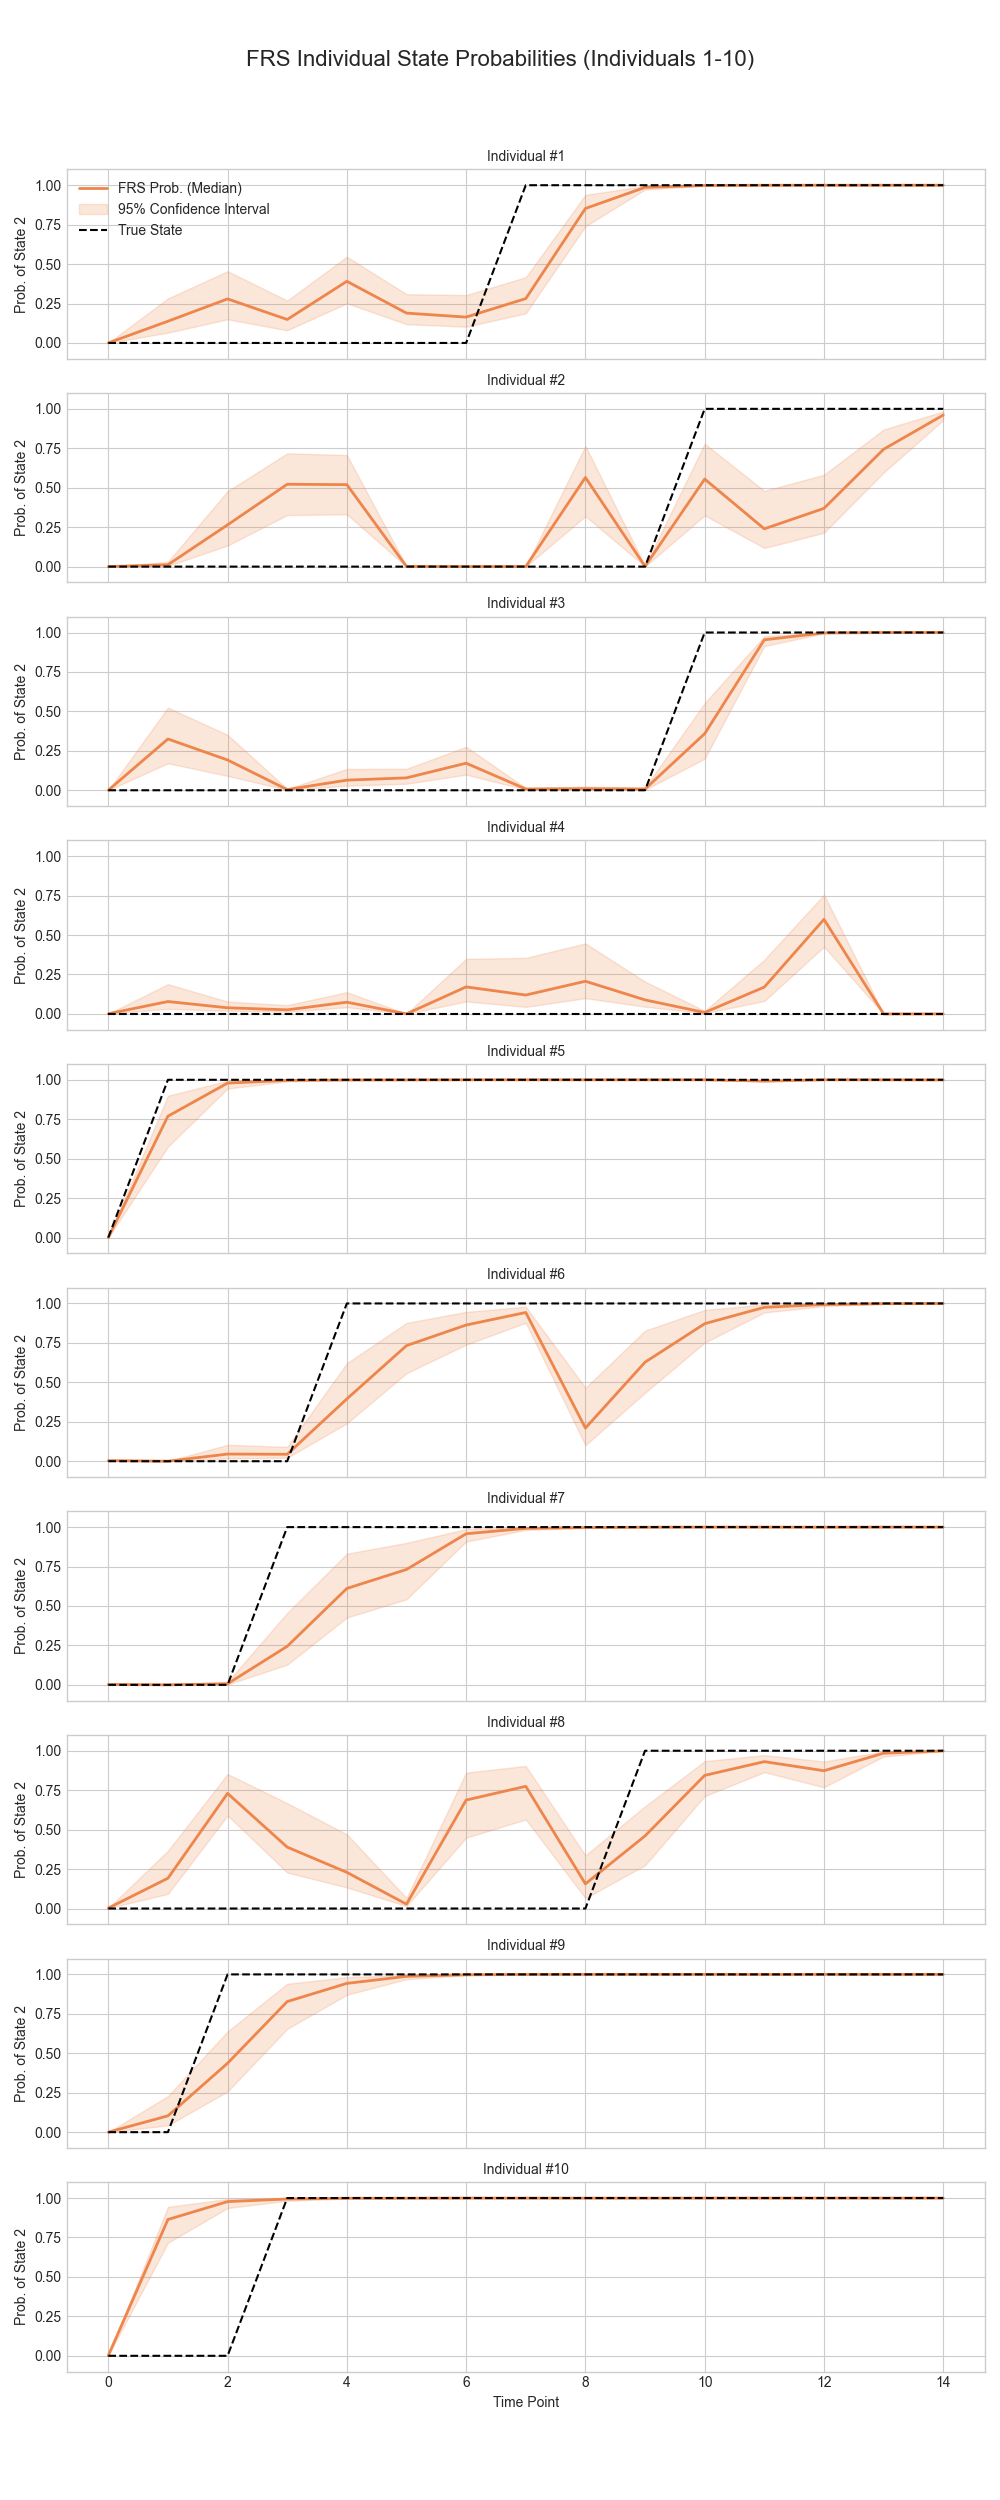 FRS Individual State Probabilities (Individuals 1-10)
Individual #1
1.00
0.75
0.50
0.25
0.00
Prob. of State 2
FRS Prob. (Median)
95% Confidence Interval
True State
Individual #2
1.00
0.75
0.50
0.25
0.00
Prob. of State 2
Individual #3
1.00
0.75
0.50
0.25
0.00
Prob. of State 2
Individual #4
1.00
0.75
0.50
0.25
0.00
Prob. of State 2
Individual #5
1.00
0.75
0.50
0.25
0.00
Prob. of State 2
Individual #6
1.00
0.75
0.50
0.25
0.00
Prob. of State 2
Individual #7
1.00
0.75
0.50
0.25
0.00
Prob. of State 2
Individual #8
1.00
0.75
0.50
0.25
0.00
Prob. of State 2
Individual #9
1.00
0.75
0.50
0.25
0.00
Prob. of State 2
Individual #10
1.00
0.75
0.50
0.25
0.00
Prob. of State 2
0 2 4 6 8 10 12 14
Time Point